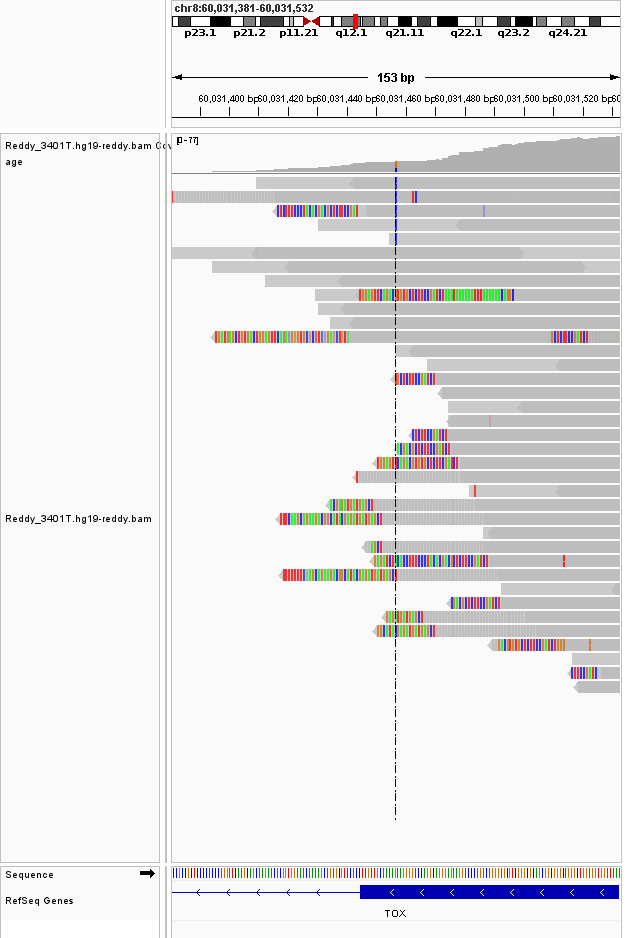 chr8:60,031,381-60,031,532
p23.1 p21.2 p11.21 q12.1 q21.11 q22.1 q23.2 q24.21
153 bp
60,031,400 bp 60,031,420 bp 60,031,440 bp 60,031,460 bp 60,031,480 bp 60,031,500 bp 60,031,520 bp 60
[0-77]
Reddy_3401T.hg19-reddy.bam Cov
age
Reddy_3401T.hg19-reddy.bam
Sequence
RefSeq Genes
TOX